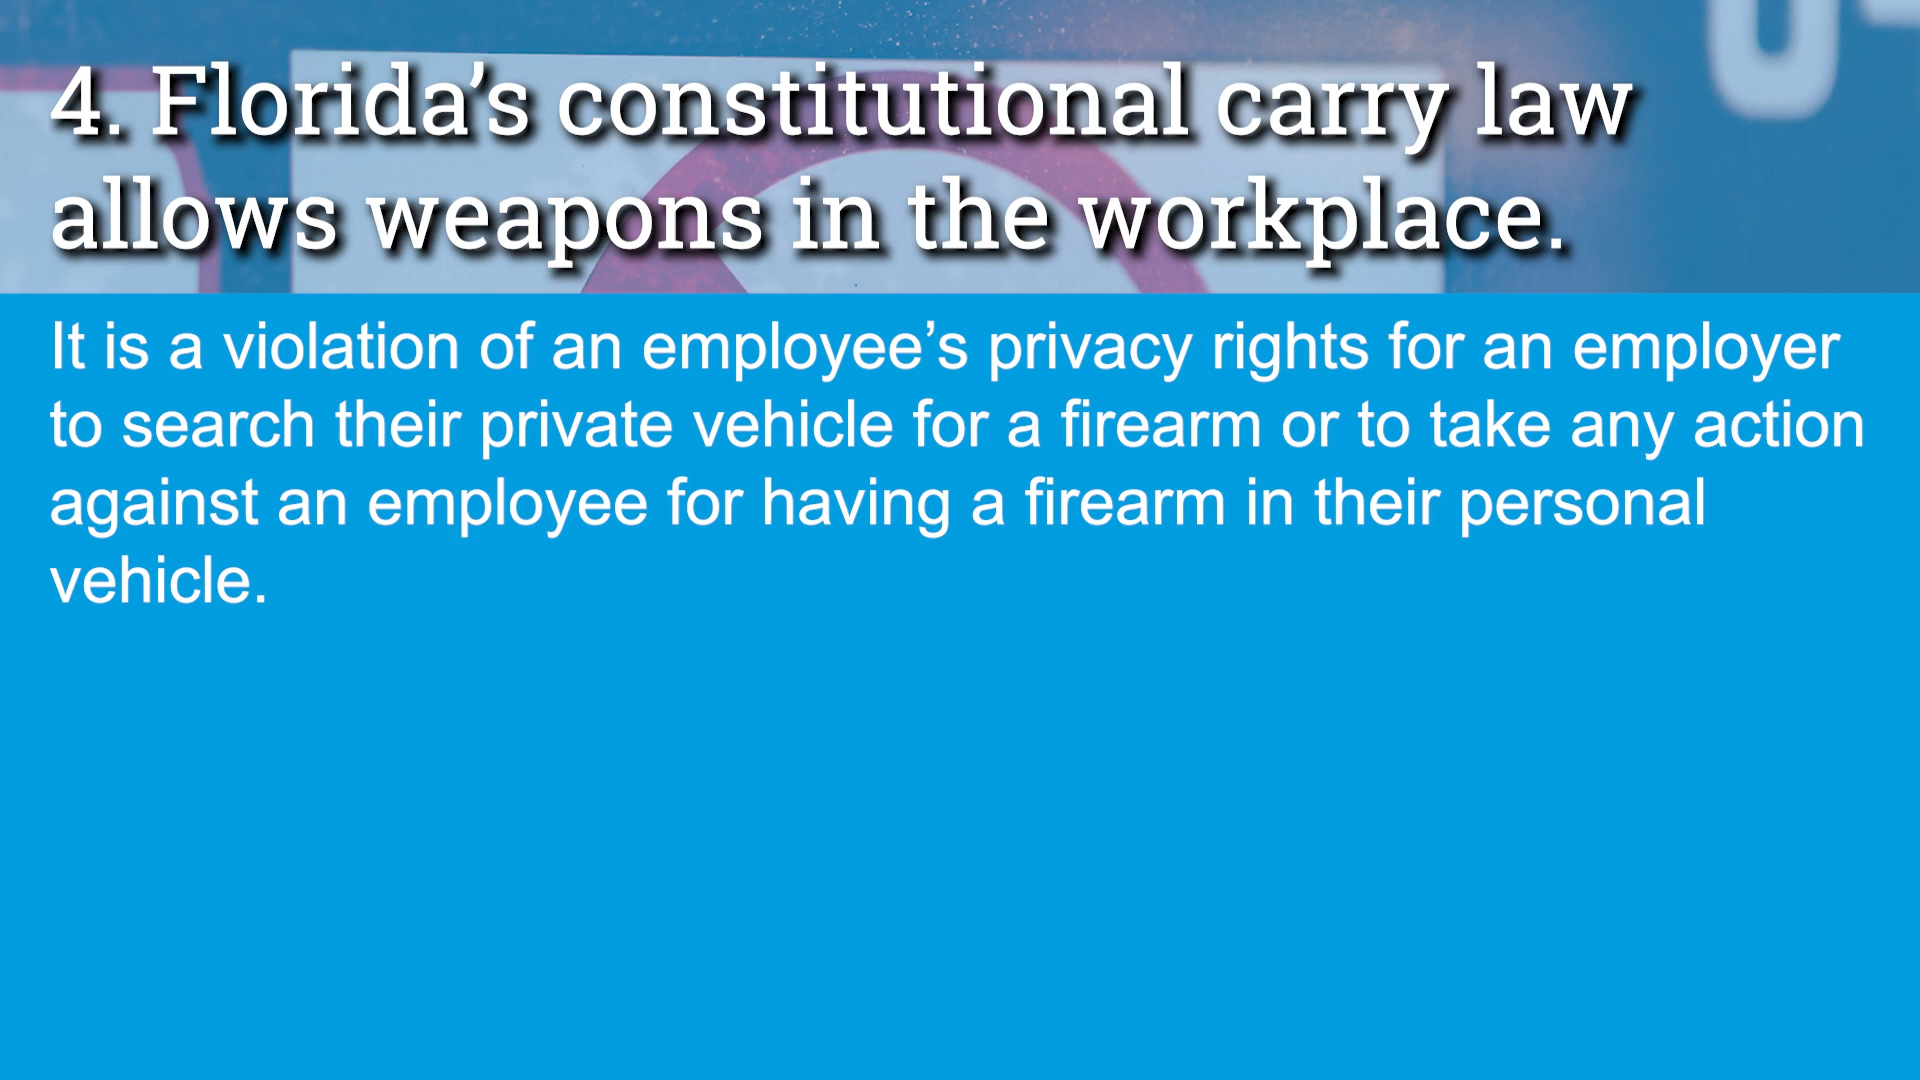 4. Florida’s constitutional carry law
allows weapons in the workplace.
It is a violation of an employee’s privacy rights for an employer
to search their private vehicle for a firearm or to take any action
against an employee for having a firearm in their personal
vehicle.